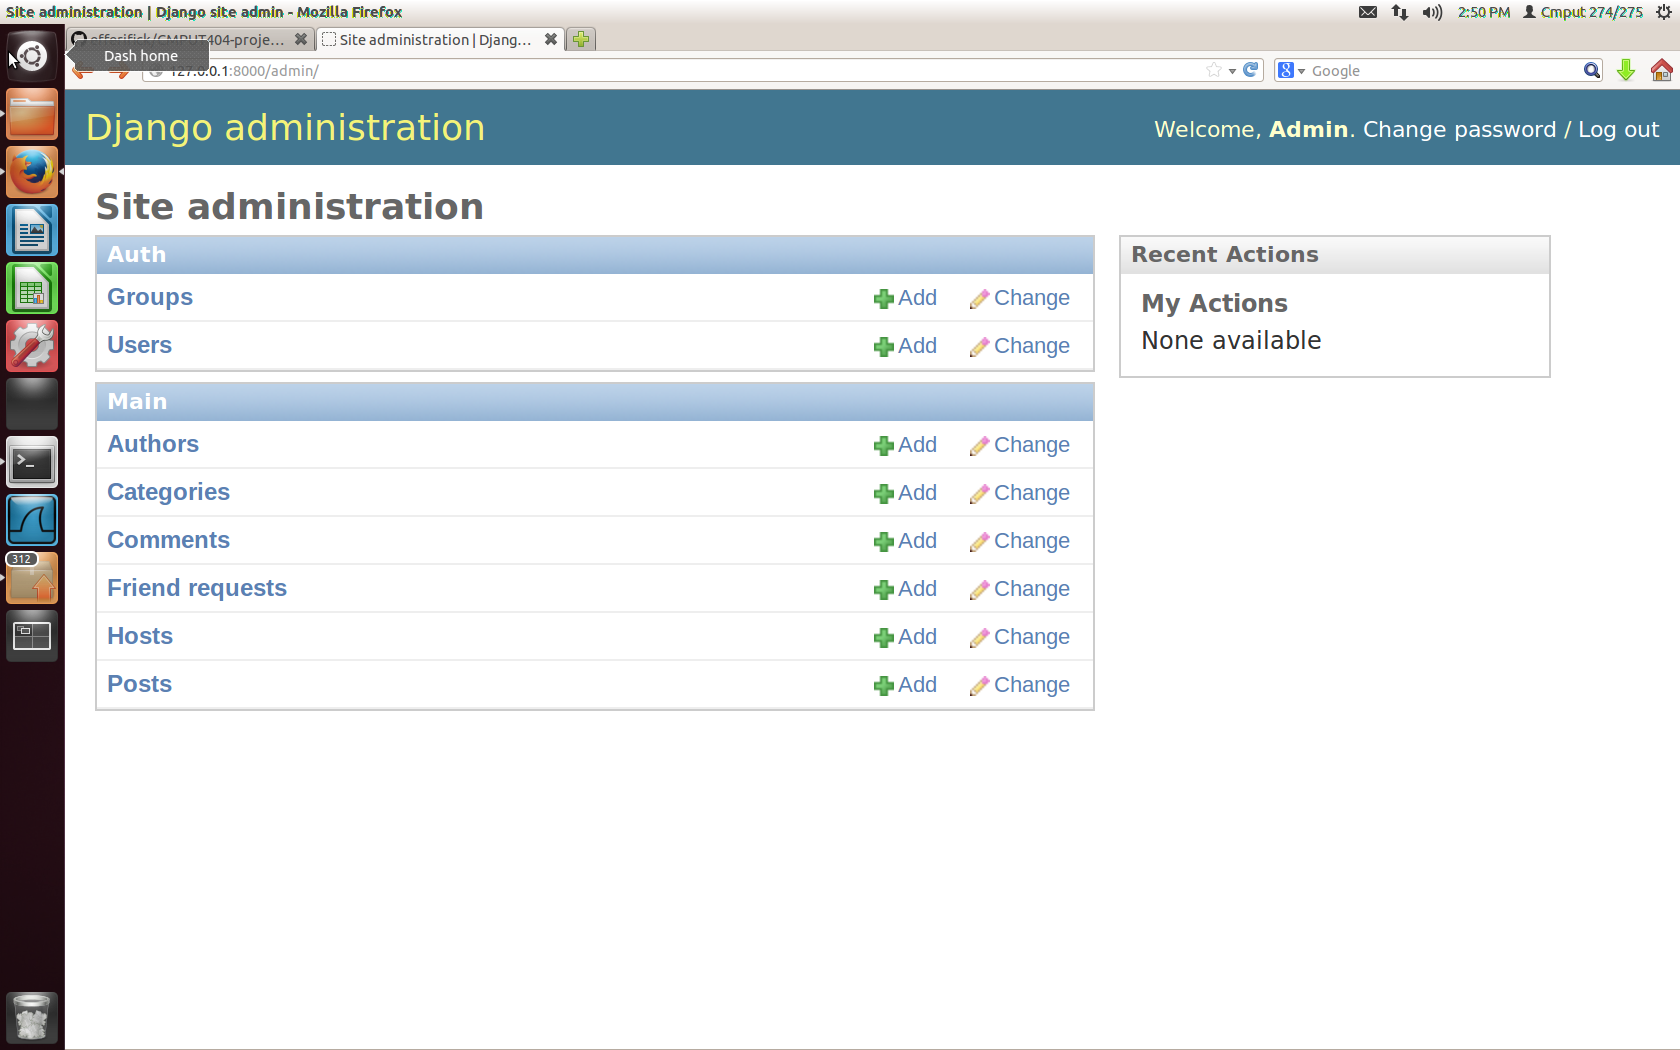 Site administration | Django site admin - Mozilla Firefox
2:50 PM Cmput 274/275
efferifick/CMPUT404-proje...
Site administration | Djang...
Dash home
127.0.0.1:8000/admin/
Google
Django administration
Welcome, Admin. Change password / Log out
Site administration
Auth
Groups Add Change
Users Add Change
Main
Authors Add Change
Categories Add Change
Comments Add Change
Friend requests Add Change
Hosts Add Change
Posts Add Change
Recent Actions
My Actions
None available
312